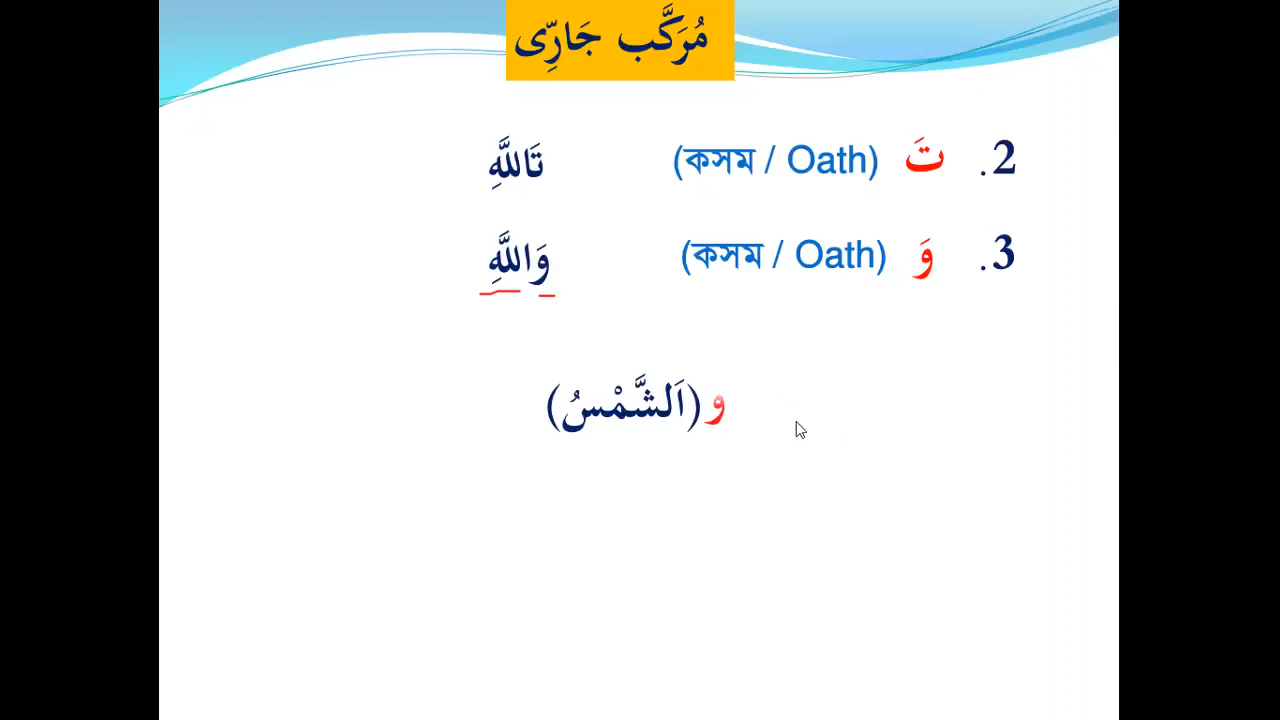 مُرَكَّب جَارِّی
2. تَ (কসম / Oath) تَاللَّهِ
3. وَ (কসম / Oath) وَاللَّهِ
و(اَلشَّمْسُ)